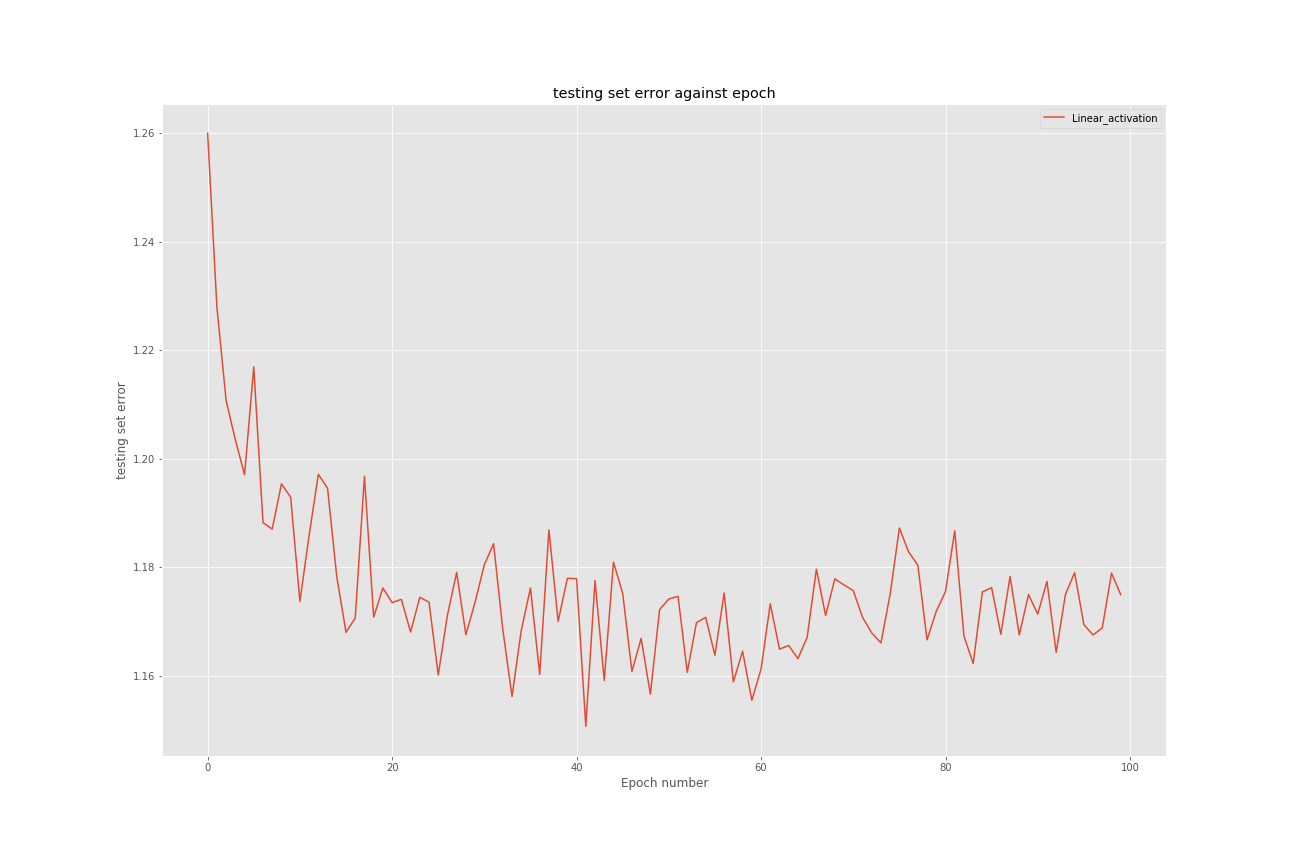 testing set error against epoch
Linear_activation
1.26
1.24
1.22
1.20
1.18
1.16
testing set error
0 20 40 60 80 100
Epoch number